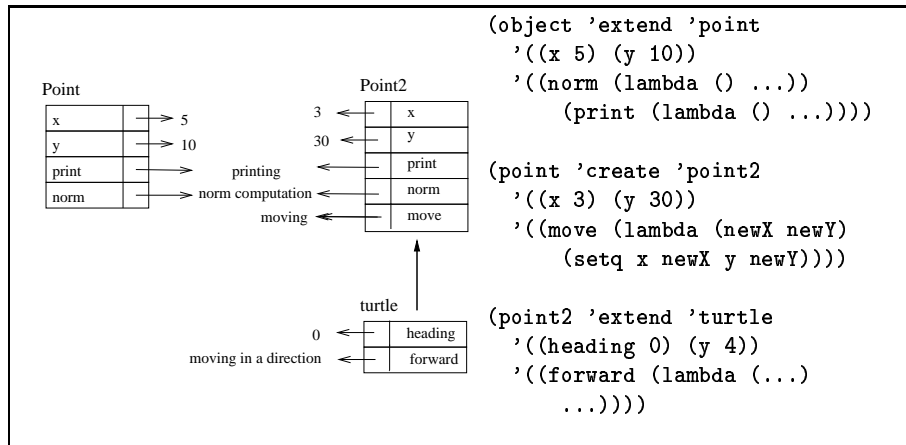 Point
x
5
y
10
print
norm
Point2
3
x
30
y
printing
print
norm computation
norm
moving
move
turtle
0
heading
moving in a direction
forward
(object 'extend 'point
'((x 5) (y 10))
'((norm (lambda () ...))
(print (lambda () ...))))
(point 'create 'point2
'((x 3) (y 30))
'((move (lambda (newX newY)
(setq x newX y newY))))
(point2 'extend 'turtle
'((heading 0) (y 4))
'((forward (lambda (...)
...))))